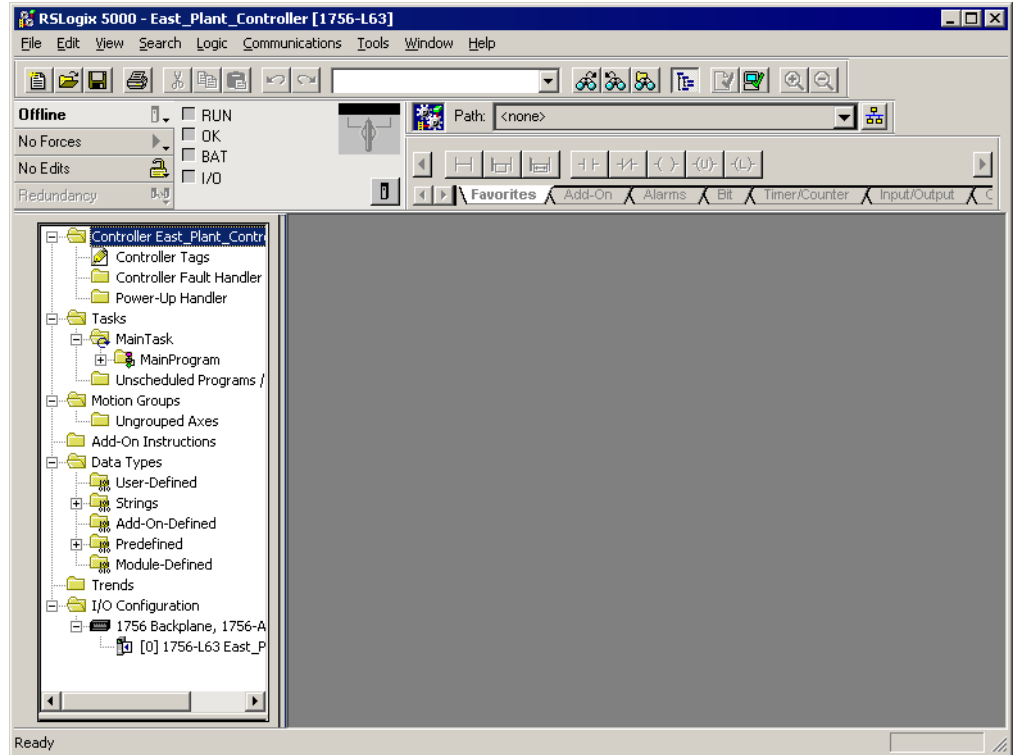 RSLogix 5000 - East_Plant_Controller [1756-L63]
File Edit View Search Logic Communications Tools Window Help
Offline
RUN
No Forces
OK
No Edits
BAT
Redundancy
I/O
Path: <none>
Favorites Add-On Alarms Bit Timer/Counter Input/Output C
Controller East_Plant_Contr
Controller Tags
Controller Fault Handler
Power-Up Handler
Tasks
MainTask
MainProgram
Unscheduled Programs /
Motion Groups
Ungrouped Axes
Add-On Instructions
Data Types
User-Defined
Strings
Add-On-Defined
Predefined
Module-Defined
Trends
I/O Configuration
1756 Backplane, 1756-A
[0] 1756-L63 East_P
Ready